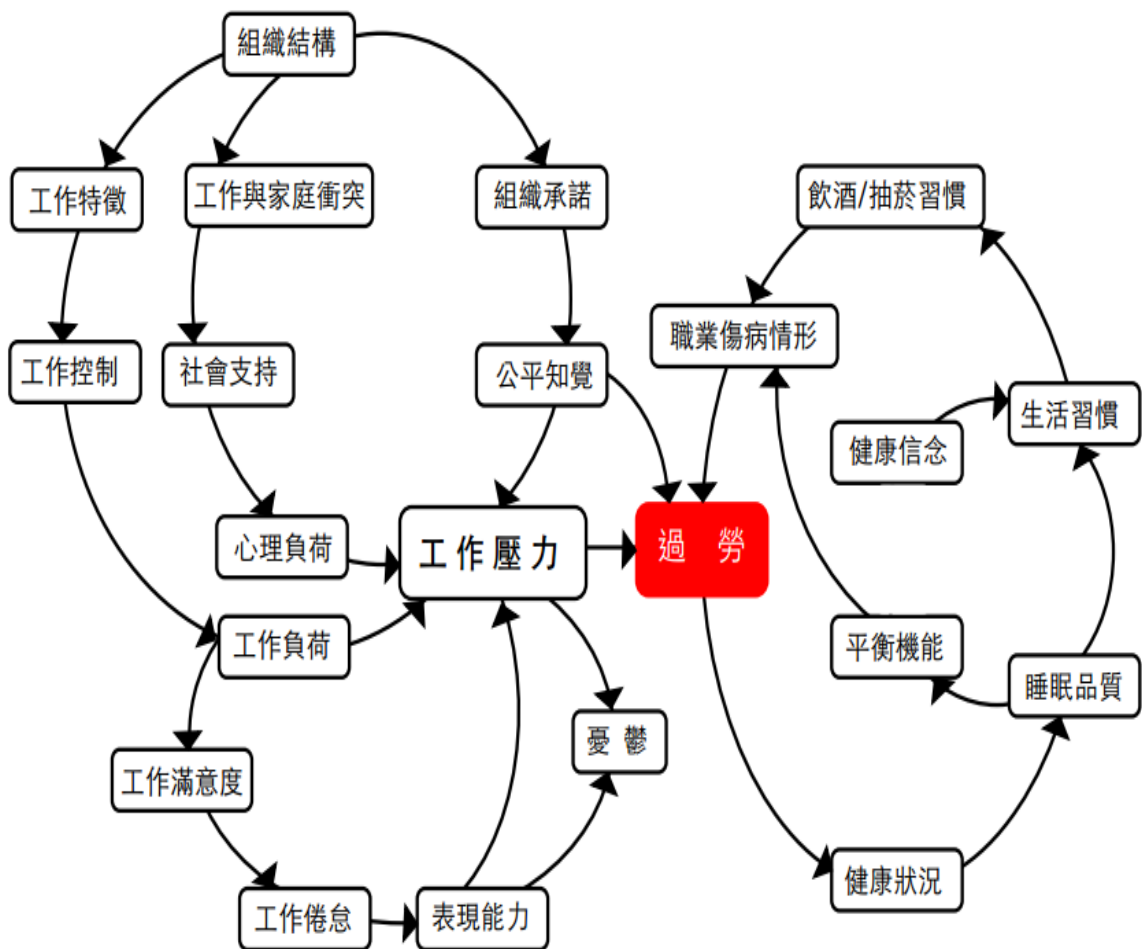 組織結構
工作特徵
工作與家庭衝突
組織承諾
飲酒/抽菸習慣
職業傷病情形
工作控制
社會支持
公平知覺
生活習慣
健康信念
心理負荷
工作壓力
過 勞
工作負荷
平衡機能
睡眠品質
憂 鬱
工作滿意度
健康狀況
工作倦怠
表現能力